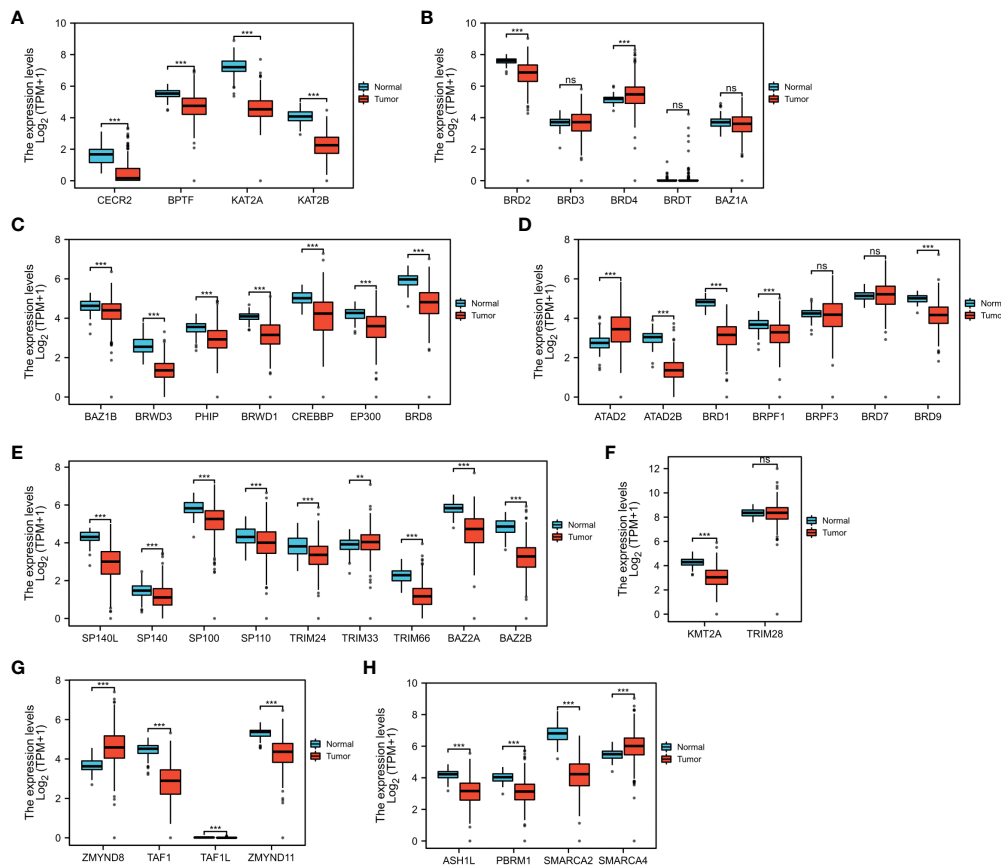 A
The expression levels
Log2 (TPM+1)
10
8
6
4
2
0
***
***
***
***
CECR2 BPTF KAT2A KAT2B
Normal
Tumor
B
The expression levels
Log2 (TPM+1)
10
8
6
4
2
0
***
ns
***
ns
ns
BRD2 BRD3 BRD4 BRDT BAZ1A
Normal
Tumor
C
The expression levels
Log2 (TPM+1)
8
6
4
2
0
***
***
***
***
***
***
***
BAZ1B BRWD3 PHIP BRWD1 CREBBP EP300 BRD8
Normal
Tumor
D
The expression levels
Log2 (TPM+1)
8
6
4
2
0
***
***
***
***
ns
ns
***
ATAD2 ATAD2B BRD1 BRPF1 BRPF3 BRD7 BRD9
Normal
Tumor
E
The expression levels
Log2 (TPM+1)
8
6
4
2
0
***
***
***
***
***
**
***
***
***
SP140L SP140 SP100 SP110 TRIM24 TRIM33 TRIM66 BAZ2A BAZ2B
Normal
Tumor
F
The expression levels
Log2 (TPM+1)
12
10
8
6
4
2
0
***
ns
KMT2A TRIM28
Normal
Tumor
G
The expression levels
Log2 (TPM+1)
8
6
4
2
0
***
***
***
***
ZMYND8 TAF1 TAF1L ZMYND11
Normal
Tumor
H
The expression levels
Log2 (TPM+1)
10
8
6
4
2
0
***
***
***
***
ASH1L PBRM1 SMARCA2 SMARCA4
Normal
Tumor